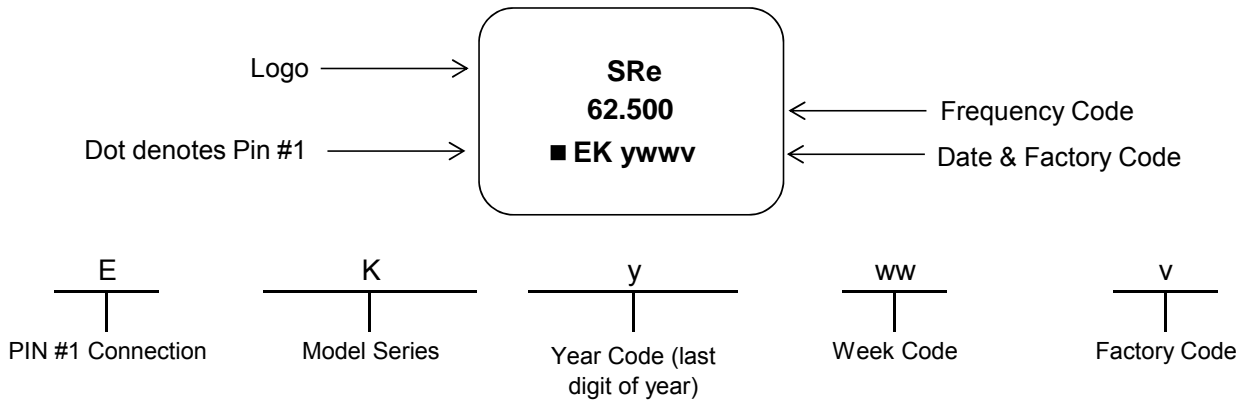 Logo
SRe
62.500
Frequency Code
Dot denotes Pin #1
■ EK ywwv
Date & Factory Code
E
K
y
ww
v
PIN #1 Connection
Model Series
Year Code (last
digit of year)
Week Code
Factory Code